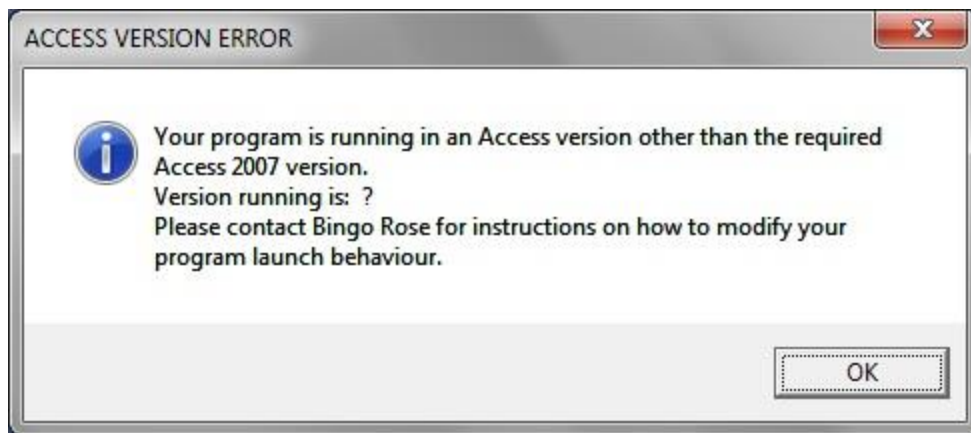 ACCESS VERSION ERROR
Your program is running in an Access version other than the required
Access 2007 version.
Version running is:  ?
Please contact Bingo Rose for instructions on how to modify your
program launch behaviour.
OK